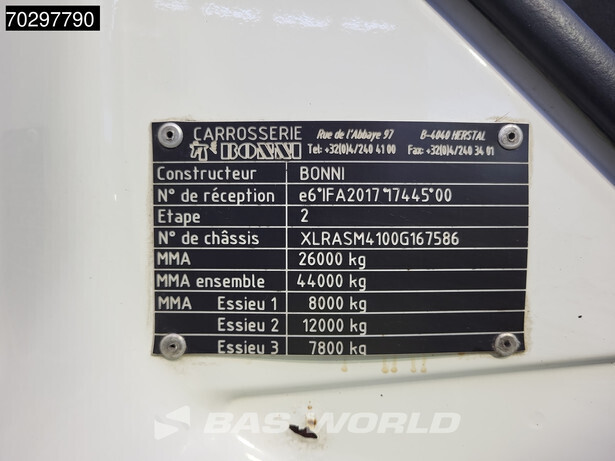 70297790
CARROSSERIE Rue de l'Abbaye 97 B-4040 HERSTAL
BONNI Tel: +32(0)4/240 41 00 Fax: +32(0)4/240 34 01
Constructeur BONNI
N° de réception e6*IFA2017*17445*00
Etape 2
N° de châssis XLRASM4100G167586
MMA 26000 kg
MMA ensemble 44000 kg
MMA Essieu 1 8000 kg
Essieu 2 12000 kg
Essieu 3 7800 kg
BAS WORLD